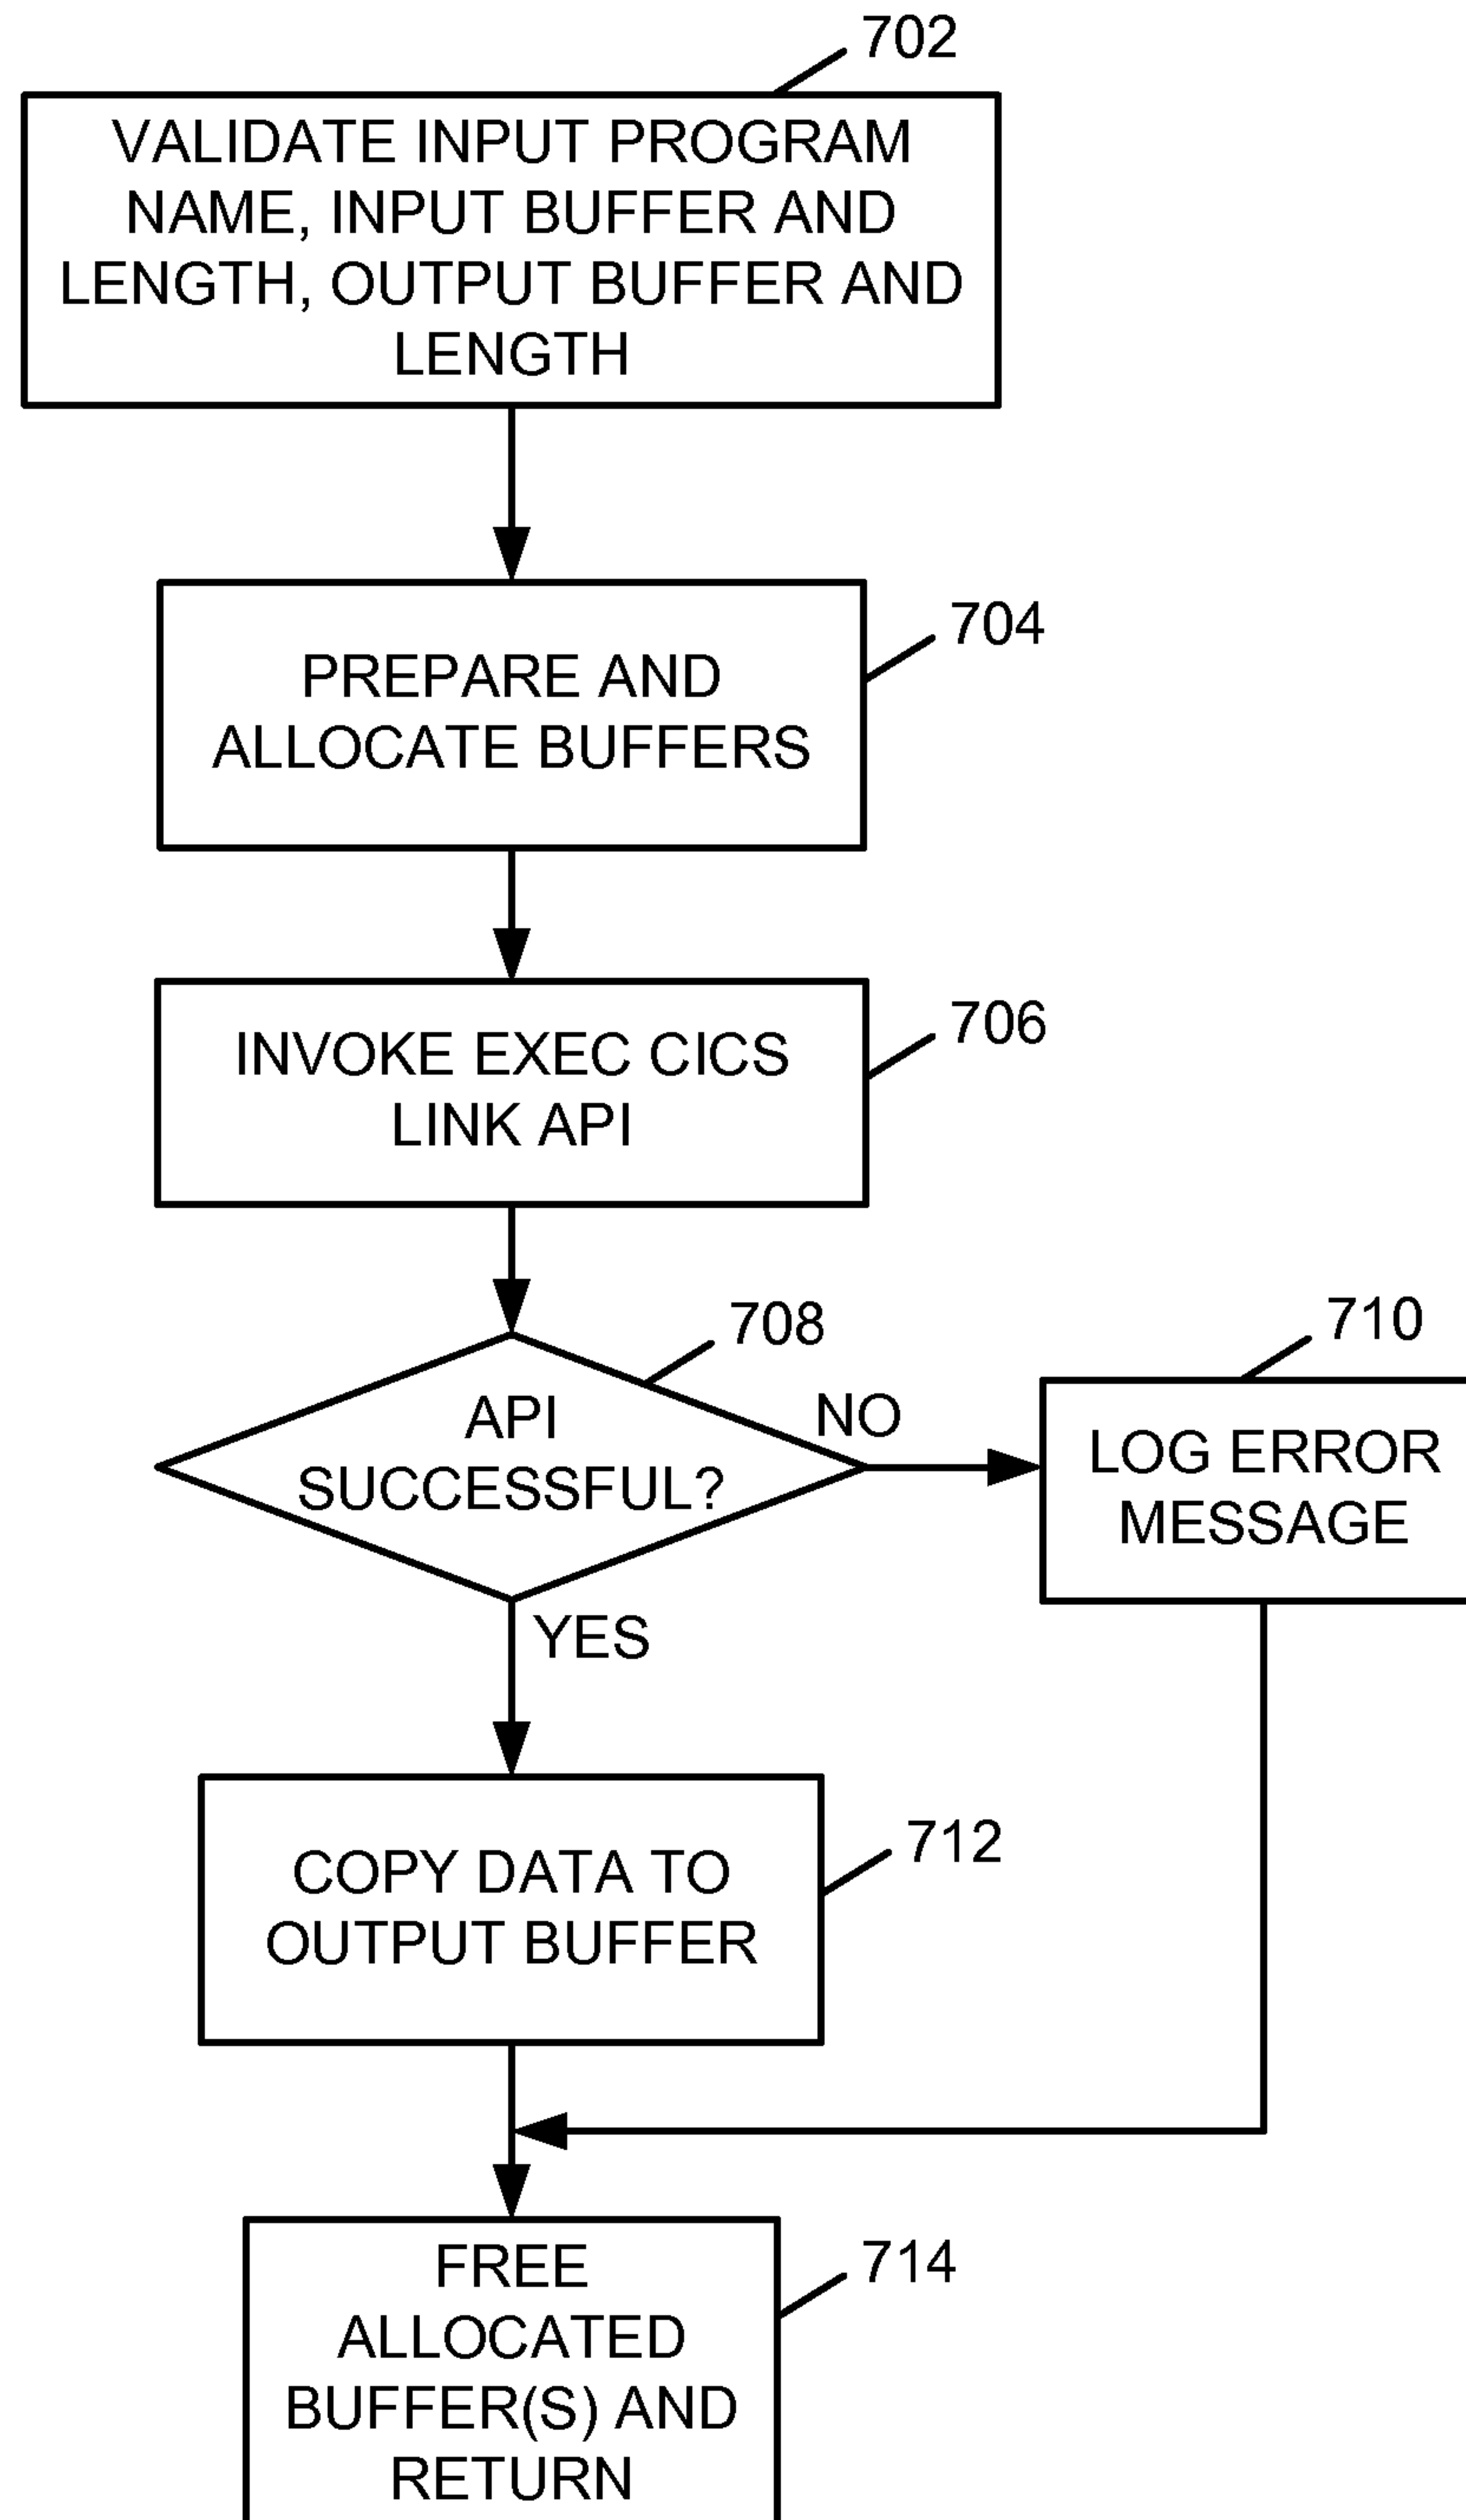 702
VALIDATE INPUT PROGRAM
NAME, INPUT BUFFER AND
LENGTH, OUTPUT BUFFER AND
LENGTH
704
PREPARE AND
ALLOCATE BUFFERS
706
INVOKE EXEC CICS
LINK API
708
API
SUCCESSFUL?
NO
710
LOG ERROR
MESSAGE
YES
712
COPY DATA TO
OUTPUT BUFFER
714
FREE
ALLOCATED
BUFFER(S) AND
RETURN